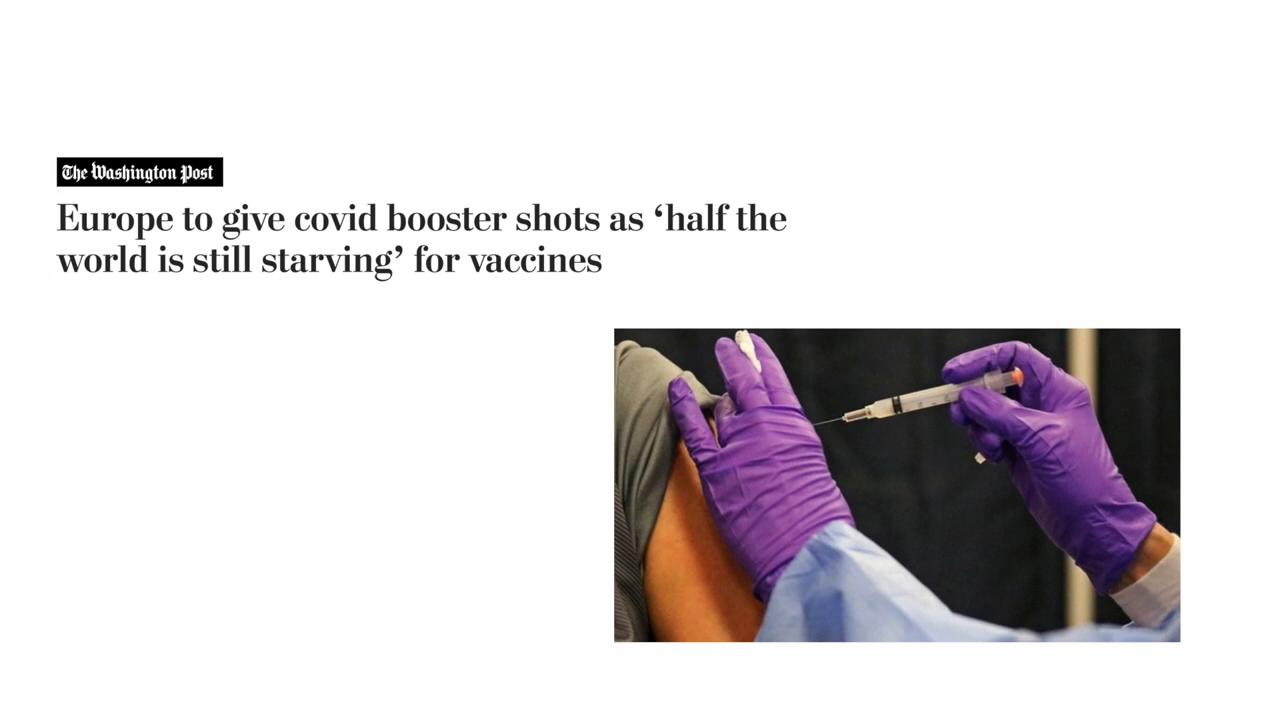 The Washington Post
Europe to give covid booster shots as ‘half the
world is still starving’ for vaccines